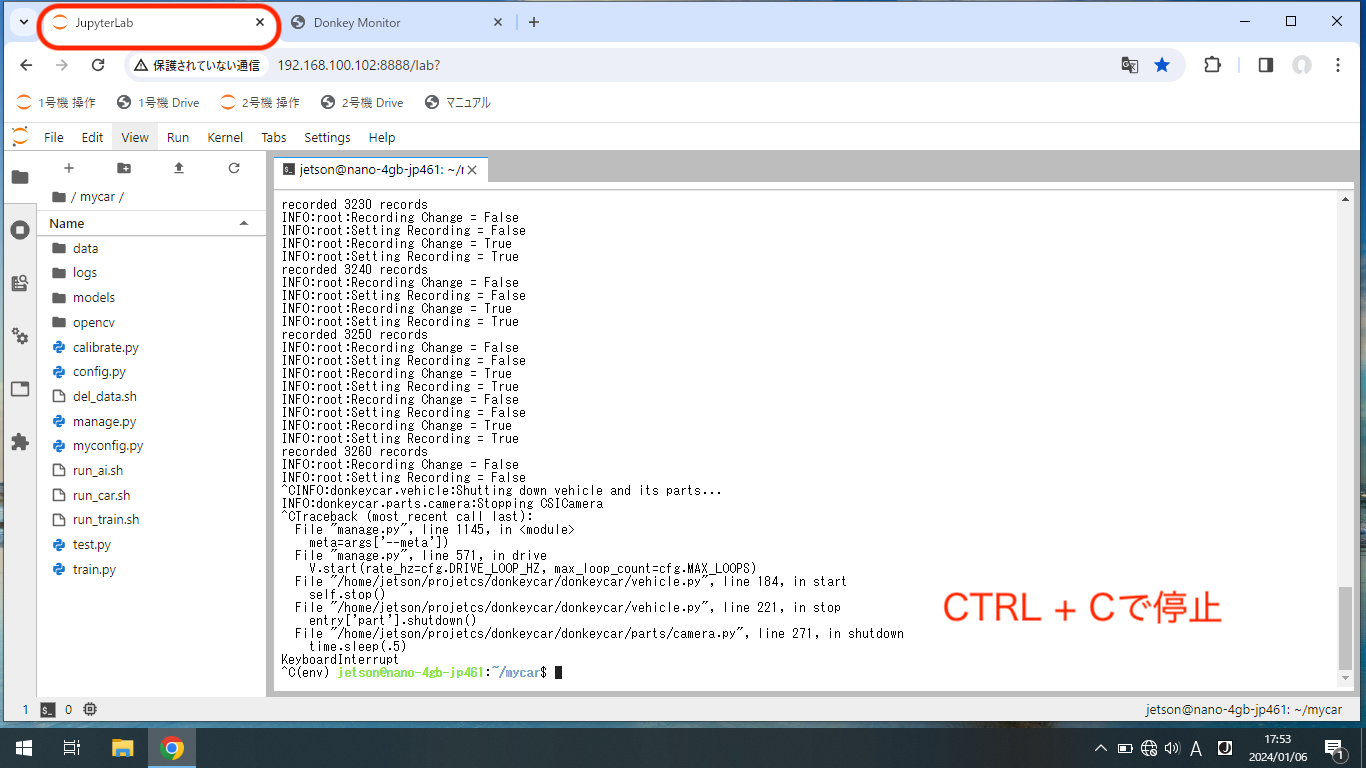 JupyterLab
Donkey Monitor
保護されていない通信 192.168.100.102:8888/lab?
1号機 操作 1号機 Drive 2号機 操作 2号機 Drive マニュアル
File Edit View Run Kernel Tabs Settings Help
jetson@nano-4gb-jp461: ~/
/ mycar /
Name
data
logs
models
opencv
calibrate.py
config.py
del_data.sh
manage.py
myconfig.py
run_ai.sh
run_car.sh
run_train.sh
test.py
train.py
recorded 3230 records
INFO:root:Recording Change = False
INFO:root:Setting Recording = False
INFO:root:Recording Change = True
INFO:root:Setting Recording = True
recorded 3240 records
INFO:root:Recording Change = False
INFO:root:Setting Recording = False
INFO:root:Recording Change = True
INFO:root:Setting Recording = True
recorded 3250 records
INFO:root:Recording Change = False
INFO:root:Setting Recording = False
INFO:root:Recording Change = True
INFO:root:Setting Recording = True
INFO:root:Recording Change = False
INFO:root:Setting Recording = False
INFO:root:Recording Change = True
INFO:root:Setting Recording = True
recorded 3260 records
INFO:root:Recording Change = False
INFO:root:Setting Recording = False
^CINFO:donkeycar.vehicle:Shutting down vehicle and its parts...
INFO:donkeycar.parts.camera:Stopping CSICamera
^CTraceback (most recent call last):
File "manage.py", line 1145, in <module>
meta=args['--meta'])
File "manage.py", line 571, in drive
V.start(rate_hz=cfg.DRIVE_LOOP_HZ, max_loop_count=cfg.MAX_LOOPS)
File "/home/jetson/projetcs/donkeycar/donkeycar/vehicle.py", line 184, in start
self.stop()
File "/home/jetson/projetcs/donkeycar/donkeycar/vehicle.py", line 221, in stop
entry['part'].shutdown()
File "/home/jetson/projetcs/donkeycar/donkeycar/parts/camera.py", line 271, in shutdown
time.sleep(.5)
KeyboardInterrupt
^C(env) jetson@nano-4gb-jp461:~/mycar$
CTRL + Cで停止
1 0
jetson@nano-4gb-jp461: ~/mycar
A J
17:53
2024/01/06
1